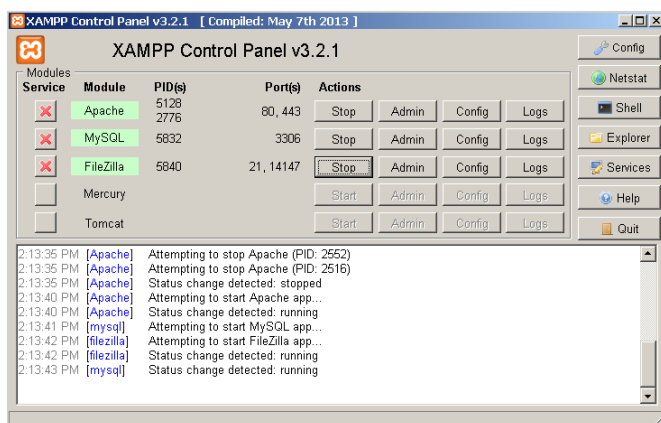 XAMPP Control Panel v3.2.1 [ Compiled: May 7th 2013 ]
XAMPP Control Panel v3.2.1
Config
Modules
Service Module PID(s) Port(s) Actions
Netstat
Apache 5128 2776 80, 443 Stop Admin Config Logs
Shell
MySQL 5832 3306 Stop Admin Config Logs
Explorer
FileZilla 5840 21, 14147 Stop Admin Config Logs
Services
Mercury Start Admin Config Logs
Help
Tomcat Start Admin Config Logs
Quit
2:13:35 PM [Apache] Attempting to stop Apache (PID: 2552)
2:13:35 PM [Apache] Attempting to stop Apache (PID: 2516)
2:13:35 PM [Apache] Status change detected: stopped
2:13:40 PM [Apache] Attempting to start Apache app...
2:13:40 PM [Apache] Status change detected: running
2:13:41 PM [mysql] Attempting to start MySQL app...
2:13:42 PM [filezilla] Attempting to start FileZilla app...
2:13:42 PM [filezilla] Status change detected: running
2:13:43 PM [mysql] Status change detected: running